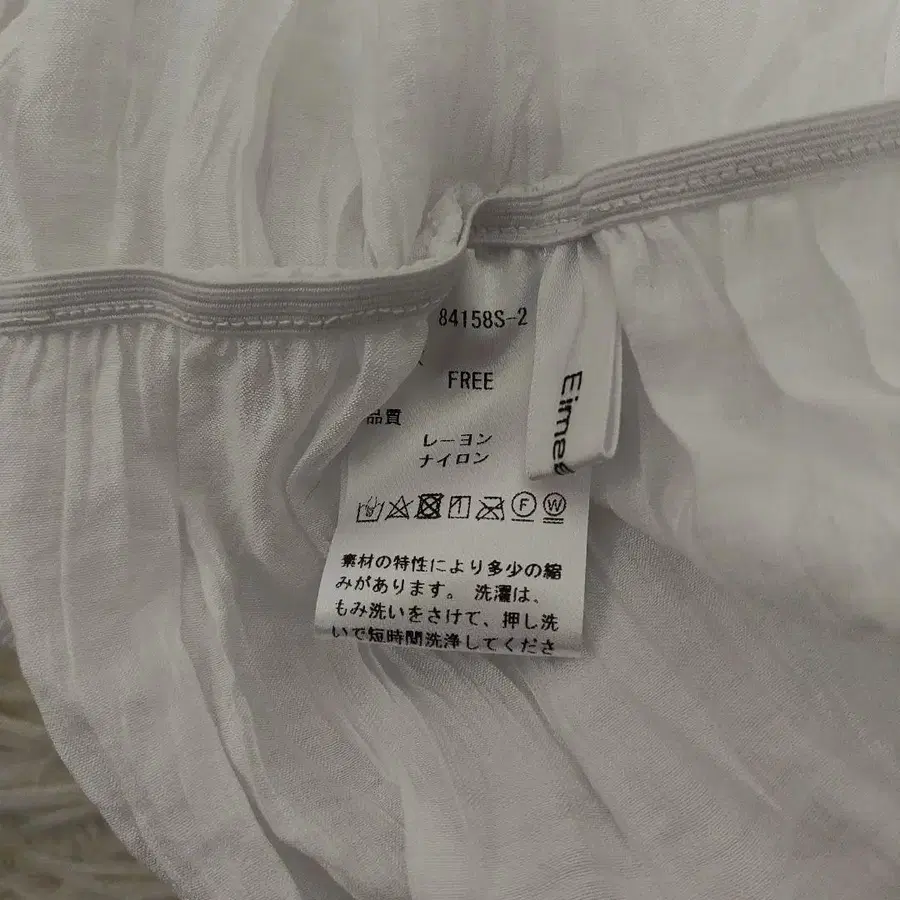 84158S-2
FREE
品質
レーヨン
ナイロン
F W
素材の特性により多少の縮
みがあります。 洗濯は、
もみ洗いをさけて、押し洗
いで短時間洗浄してくださ